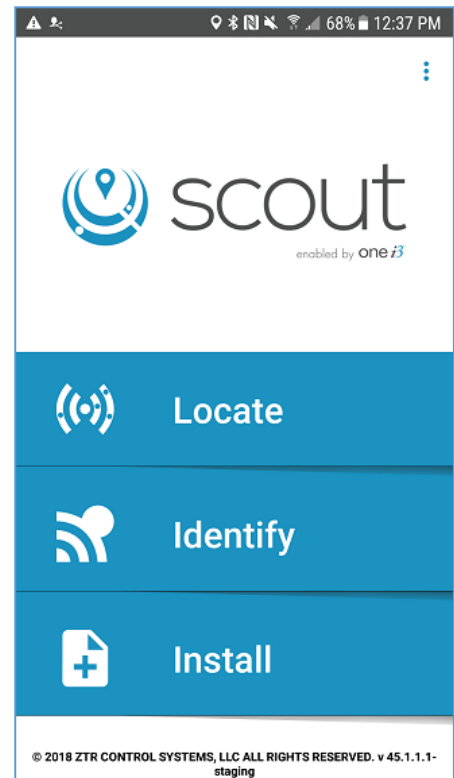 68% 12:37 PM
scout
enabled by one i3
Locate
Identify
Install
© 2018 ZTR CONTROL SYSTEMS, LLC ALL RIGHTS RESERVED. v 45.1.1.1-
staging